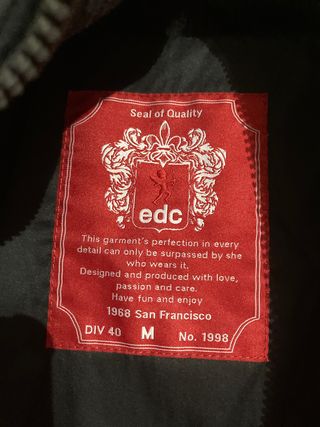 Seal of Quality
edc
This garment's perfection in every
detail can only be surpassed by she
who wears it.
Designed and produced with love,
passion and care.
Have fun and enjoy
1968 San Francisco
DIV 40 M No. 1998